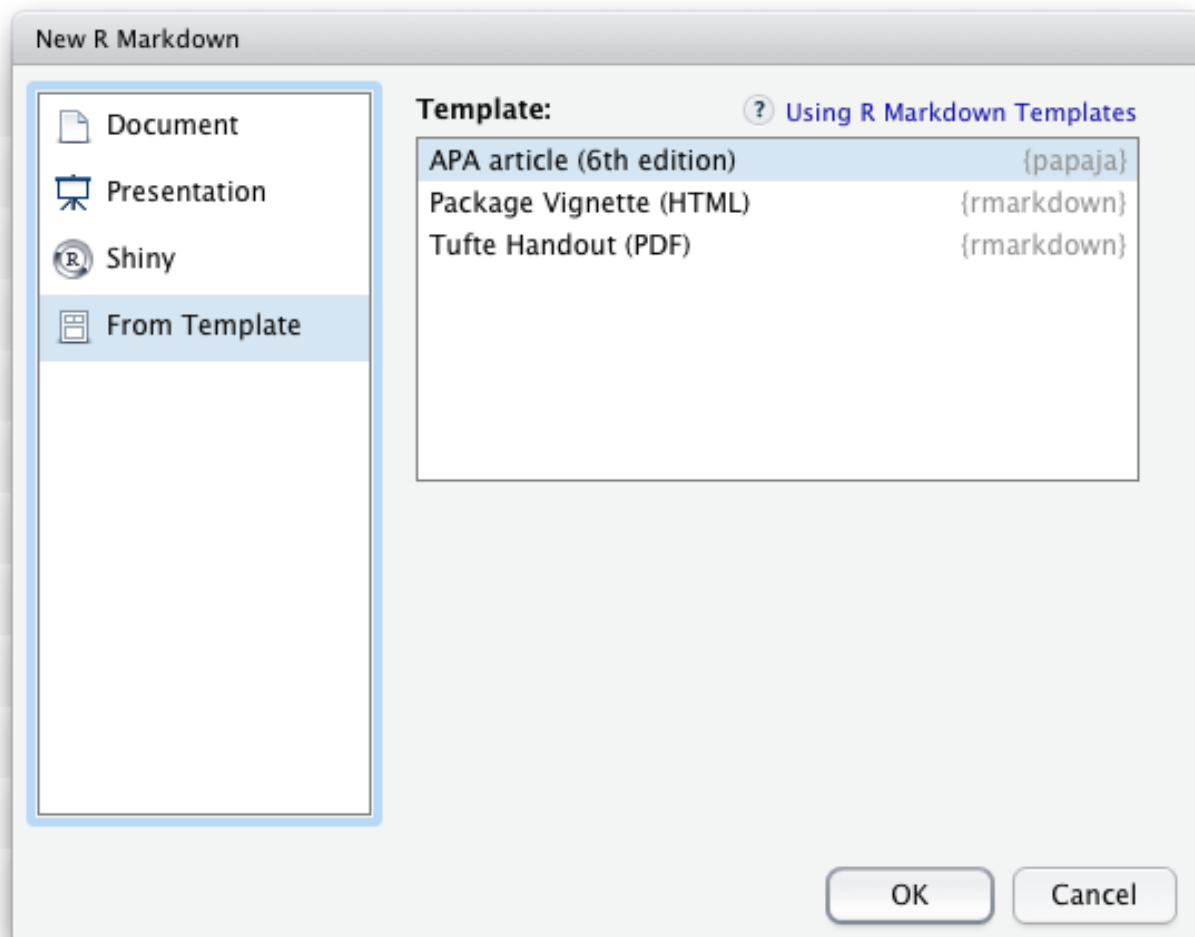 New R Markdown
Document
Presentation
R Shiny
From Template
Template: ? Using R Markdown Templates
APA article (6th edition) {papaja}
Package Vignette (HTML) {rmarkdown}
Tufte Handout (PDF) {rmarkdown}
OK Cancel